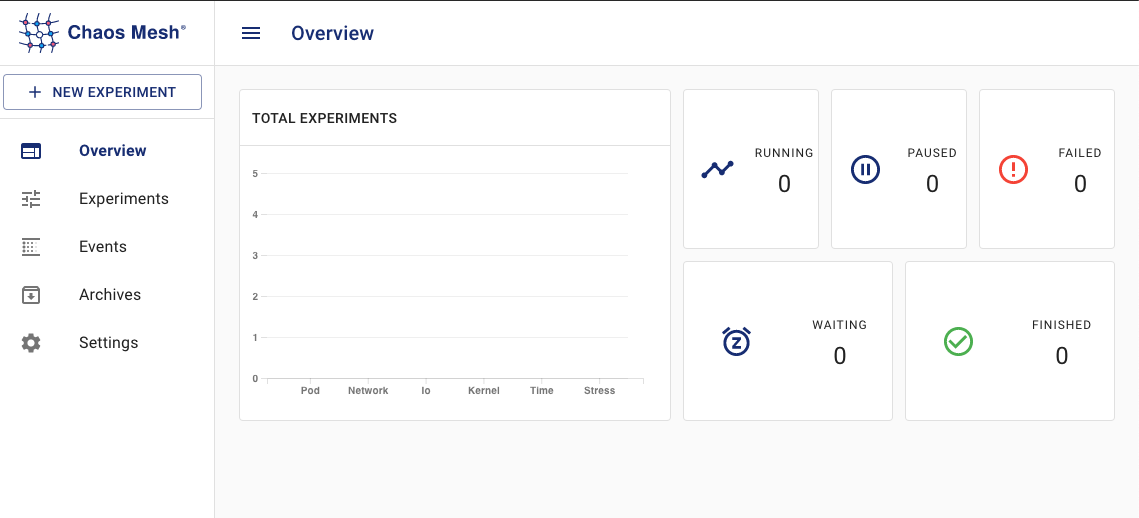 Chaos Mesh®
Overview
NEW EXPERIMENT
Overview
Experiments
Events
Archives
Settings
TOTAL EXPERIMENTS
5
4
3
2
1
0
Pod Network Io Kernel Time Stress
RUNNING
0
PAUSED
0
FAILED
0
WAITING
0
FINISHED
0